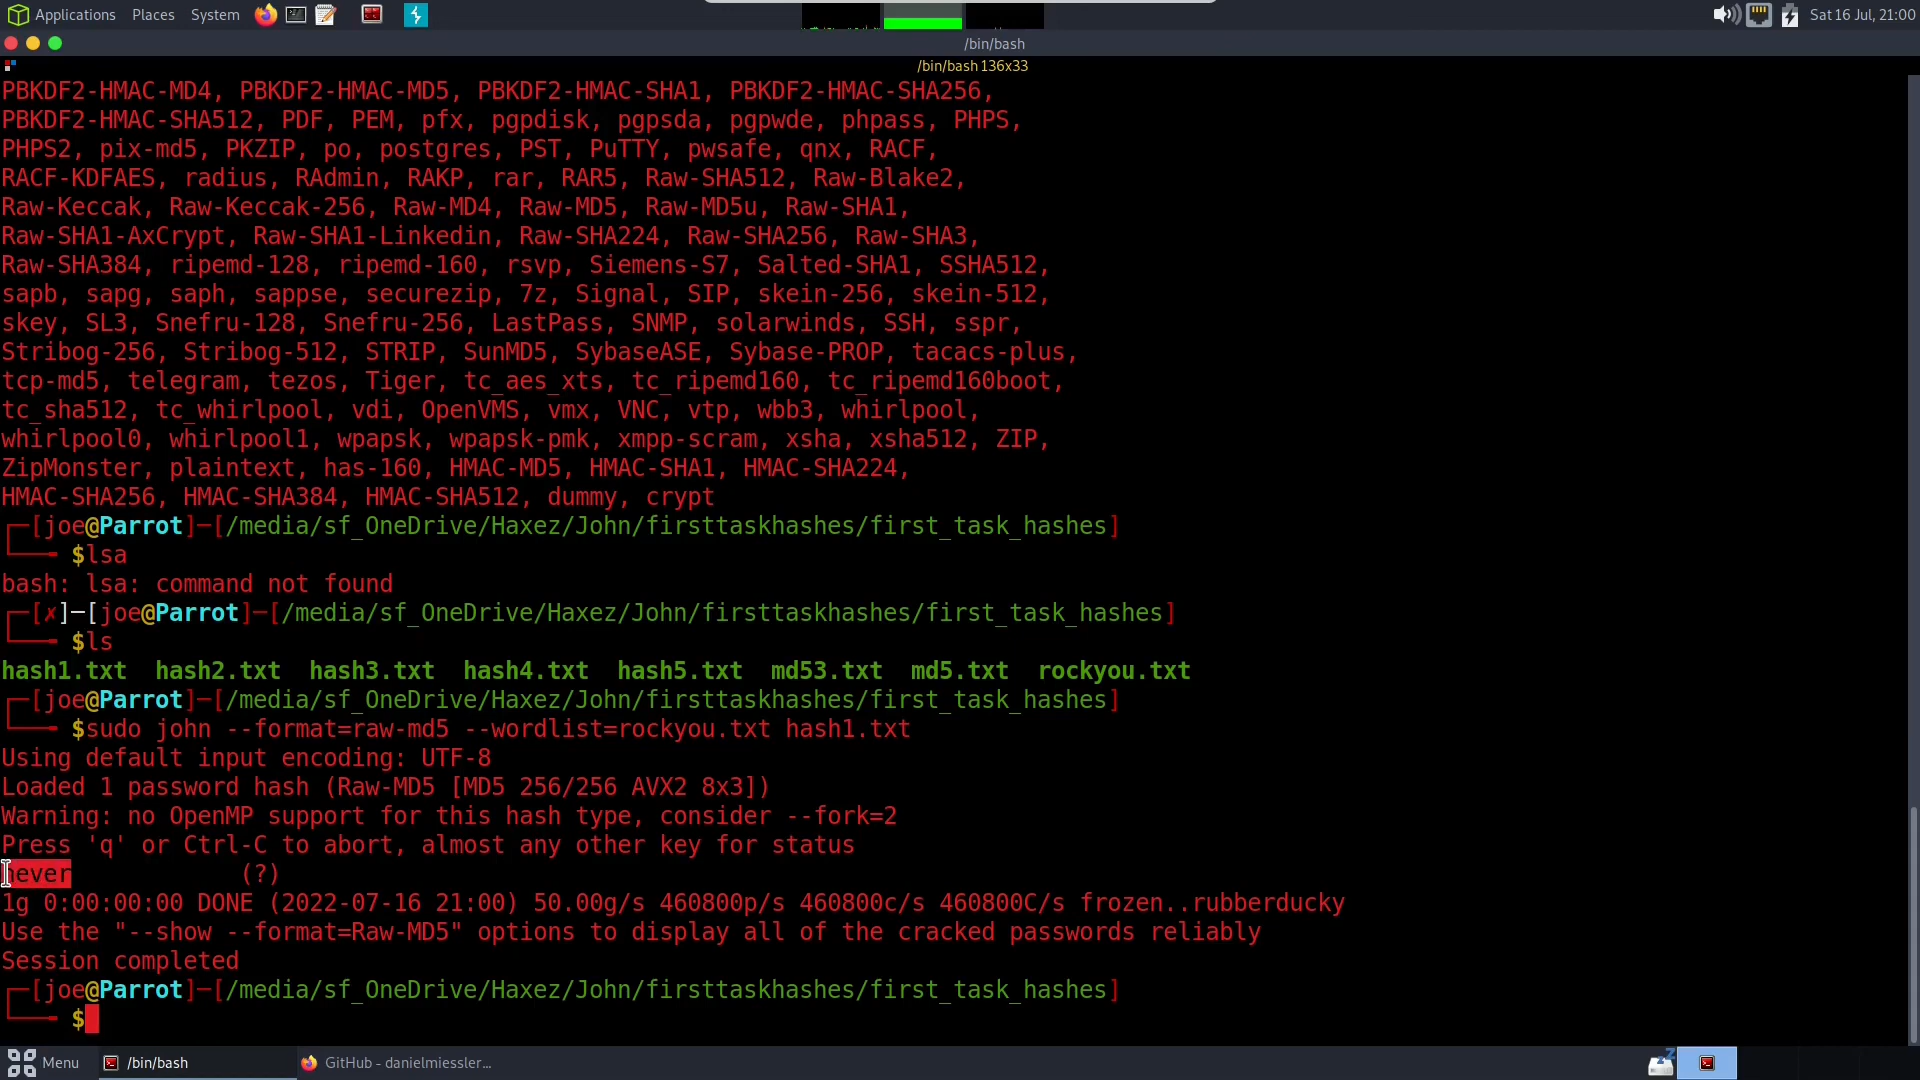 Applications Places System Sat 16 Jul, 21:00
/bin/bash
/bin/bash 136x33
PBKDF2-HMAC-MD4, PBKDF2-HMAC-MD5, PBKDF2-HMAC-SHA1, PBKDF2-HMAC-SHA256,
PBKDF2-HMAC-SHA512, PDF, PEM, pfx, pgpdisk, pgpsda, pgpwde, phpass, PHPS,
PHPS2, pix-md5, PKZIP, po, postgres, PST, PuTTY, pwsafe, qnx, RACF,
RACF-KDFAES, radius, RAdmin, RAKP, rar, RAR5, Raw-SHA512, Raw-Blake2,
Raw-Keccak, Raw-Keccak-256, Raw-MD4, Raw-MD5, Raw-MD5u, Raw-SHA1,
Raw-SHA1-AxCrypt, Raw-SHA1-Linkedin, Raw-SHA224, Raw-SHA256, Raw-SHA3,
Raw-SHA384, ripemd-128, ripemd-160, rsvp, Siemens-S7, Salted-SHA1, SSHA512,
sapb, sapg, saph, sappse, securezip, 7z, Signal, SIP, skein-256, skein-512,
skey, SL3, Snefru-128, Snefru-256, LastPass, SNMP, solarwinds, SSH, sspr,
Stribog-256, Stribog-512, STRIP, SunMD5, SybaseASE, Sybase-PROP, tacacs-plus,
tcp-md5, telegram, tezos, Tiger, tc_aes_xts, tc_ripemd160, tc_ripemd160boot,
tc_sha512, tc_whirlpool, vdi, OpenVMS, vmx, VNC, vtp, wbb3, whirlpool,
whirlpool0, whirlpool1, wpapsk, wpapsk-pmk, xmpp-scram, xsha, xsha512, ZIP,
ZipMonster, plaintext, has-160, HMAC-MD5, HMAC-SHA1, HMAC-SHA224,
HMAC-SHA256, HMAC-SHA384, HMAC-SHA512, dummy, crypt
┌─[joe@Parrot]─[/media/sf_OneDrive/Haxez/John/firsttaskhashes/first_task_hashes]
└──╼ $lsa
bash: lsa: command not found
┌─[✗]─[joe@Parrot]─[/media/sf_OneDrive/Haxez/John/firsttaskhashes/first_task_hashes]
└──╼ $ls
hash1.txt hash2.txt hash3.txt hash4.txt hash5.txt md53.txt md5.txt rockyou.txt
┌─[joe@Parrot]─[/media/sf_OneDrive/Haxez/John/firsttaskhashes/first_task_hashes]
└──╼ $sudo john --format=raw-md5 --wordlist=rockyou.txt hash1.txt
Using default input encoding: UTF-8
Loaded 1 password hash (Raw-MD5 [MD5 256/256 AVX2 8x3])
Warning: no OpenMP support for this hash type, consider --fork=2
Press 'q' or Ctrl-C to abort, almost any other key for status
never (?)
1g 0:00:00:00 DONE (2022-07-16 21:00) 50.00g/s 460800p/s 460800c/s 460800C/s frozen..rubberducky
Use the "--show --format=Raw-MD5" options to display all of the cracked passwords reliably
Session completed
┌─[joe@Parrot]─[/media/sf_OneDrive/Haxez/John/firsttaskhashes/first_task_hashes]
└──╼ $
Menu /bin/bash GitHub - danielmiessler...